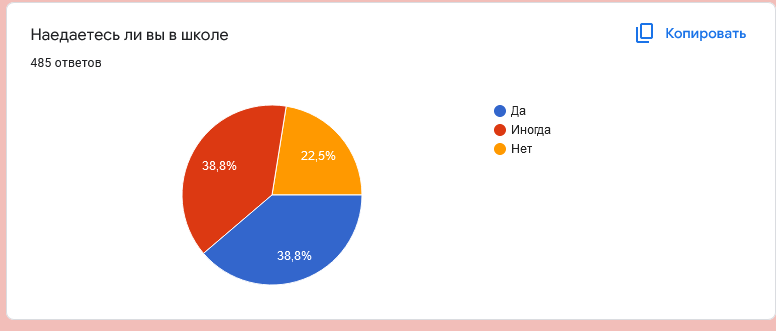 Наедаетесь ли вы в школе
Копировать
485 ответов
Да
Иногда
Нет
38,8%
22,5%
38,8%